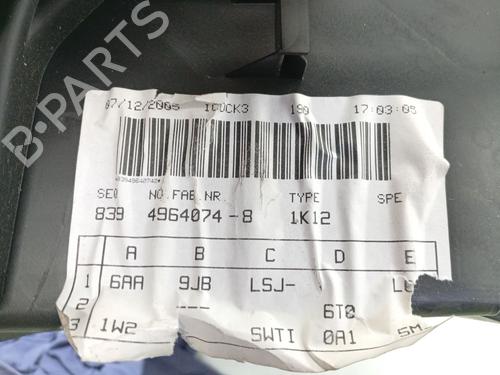 07/12/2005 190 17:03:05
SEQ NO.FAB.NR TYPE SPE
839 4964074-8 1K12
A B C D E
1 6AA 9JB LSJ-
2 --- 6T0
3 1W2 SWTI 0A1 SM
B-PARTS